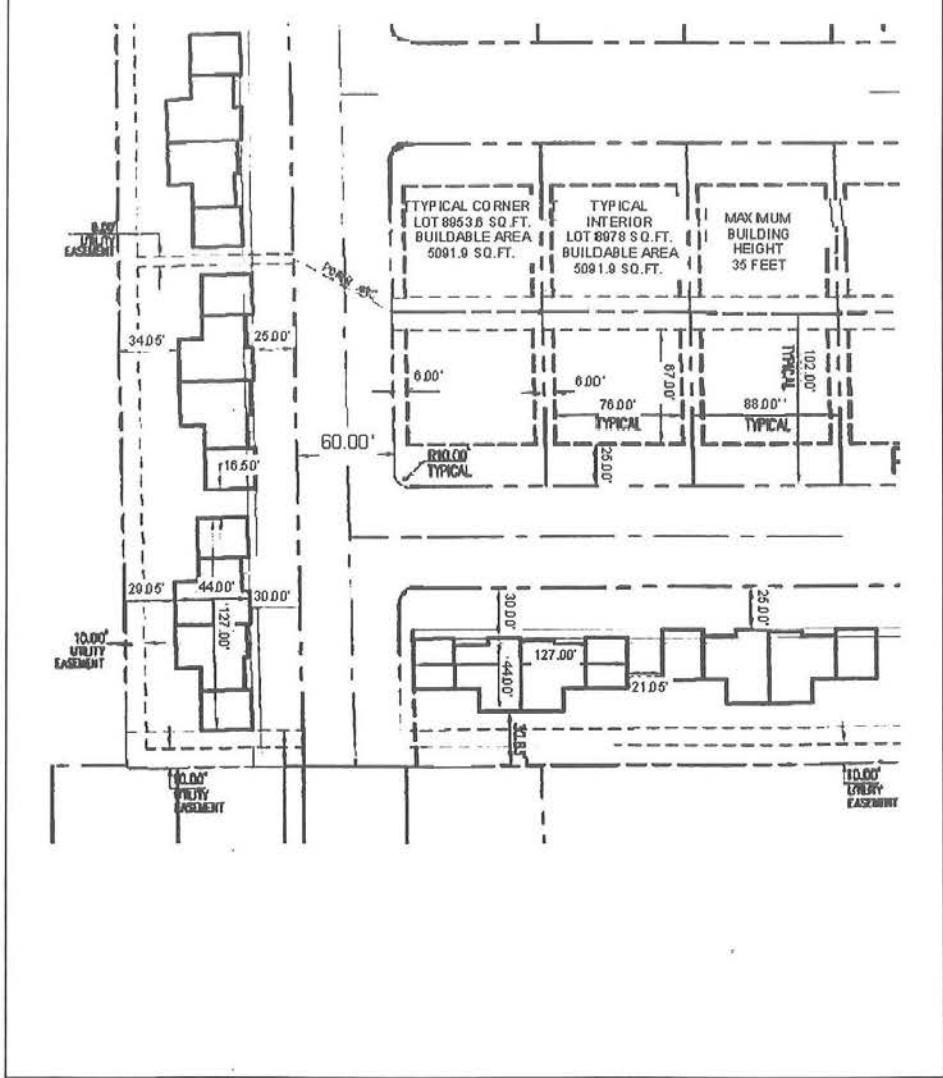 TYPICAL CORNER
LOT 8953.6 SQ.FT.
BUILDABLE AREA
5091.9 SQ.FT.
TYPICAL
INTERIOR
LOT 8978 SQ.FT.
BUILDABLE AREA
5091.9 SQ.FT.
MAXIMUM
BUILDING
HEIGHT
35 FEET
UTILITY
EASEMENT
34.05'
25.00'
6.00'
6.00'
76.00'
TYPICAL
87.00'
88.00'
TYPICAL
102.00'
TYPICAL
60.00'
R10.00'
TYPICAL
25.00'
16.50'
29.05'
44.00'
30.00'
127.00'
10.00'
UTILITY
EASEMENT
30.00'
25.00'
127.00'
44.00'
21.05'
10.00'
UTILITY
EASEMENT
10.00'
UTILITY
EASEMENT